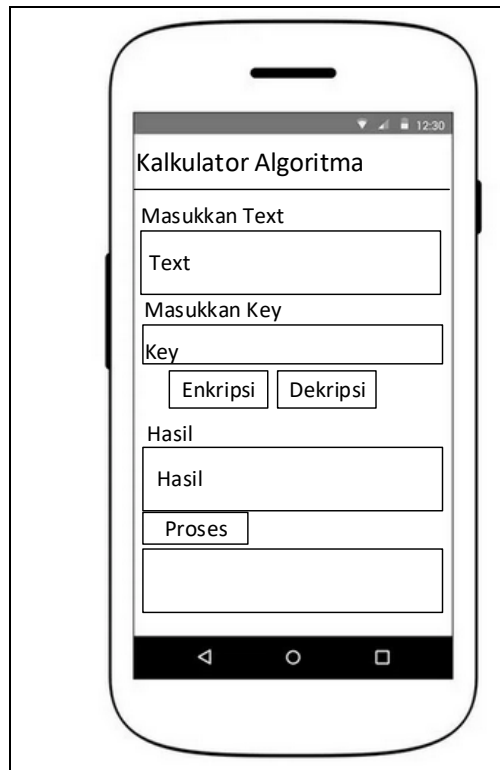 12:30
Kalkulator Algoritma
Masukkan Text
Text
Masukkan Key
Key
Enkripsi Dekripsi
Hasil
Hasil
Proses